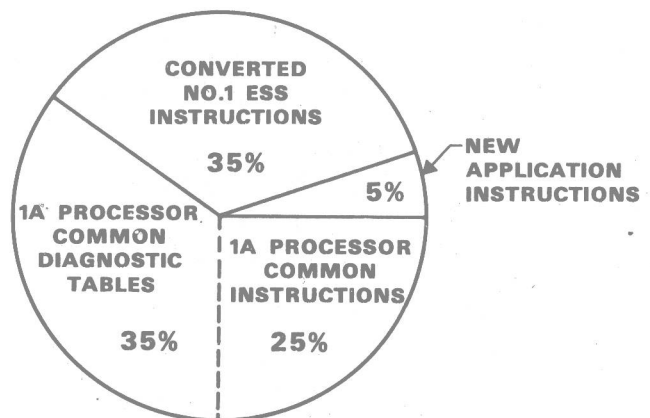 CONVERTED
NO.1 ESS
INSTRUCTIONS
35%
NEW
APPLICATION
INSTRUCTIONS
5%
1A PROCESSOR
COMMON
DIAGNOSTIC
TABLES
35%
1A PROCESSOR
COMMON
INSTRUCTIONS
25%